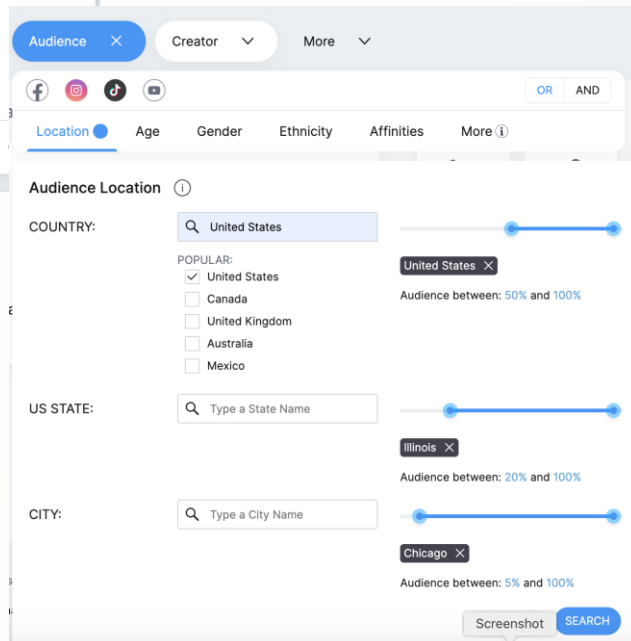 Audience
Creator
More
OR AND
Location Age Gender Ethnicity Affinities More
Audience Location
COUNTRY:
United States
POPULAR:
United States
Canada
United Kingdom
Australia
Mexico
United States
Audience between: 50% and 100%
US STATE:
Type a State Name
Illinois
Audience between: 20% and 100%
CITY:
Type a City Name
Chicago
Audience between: 5% and 100%
Screenshot
SEARCH